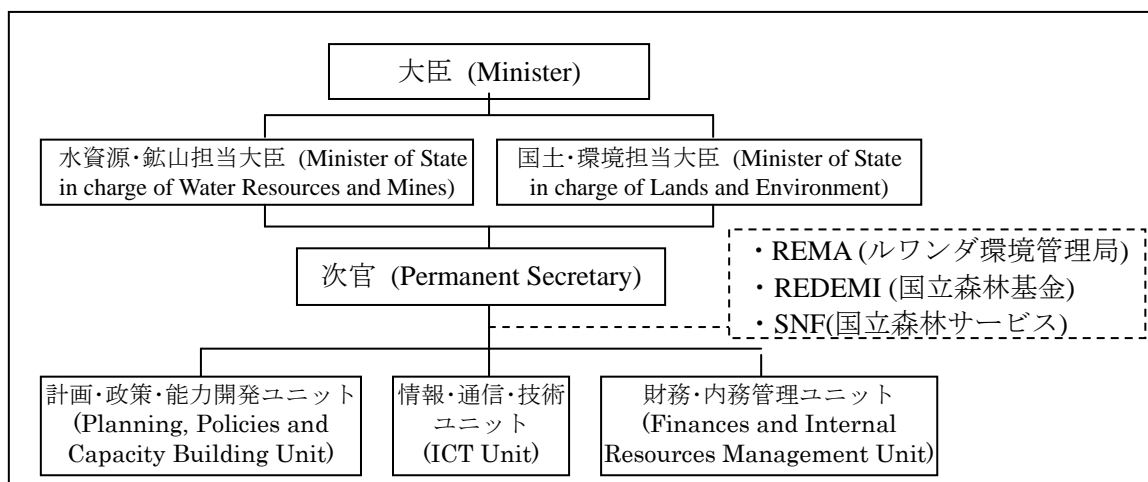 大臣 (Minister)
水資源・鉱山担当大臣 (Minister of State
in charge of Water Resources and Mines)
国土・環境担当大臣 (Minister of State
in charge of Lands and Environment)
次官 (Permanent Secretary)
・REMA (ルワンダ環境管理局)
・REDEMI (国立森林基金)
・SNF(国立森林サービス)
計画・政策・能力開発ユニット
(Planning, Policies and
Capacity Building Unit)
情報・通信・技術
ユニット
(ICT Unit)
財務・内務管理ユニット
(Finances and Internal
Resources Management Unit)